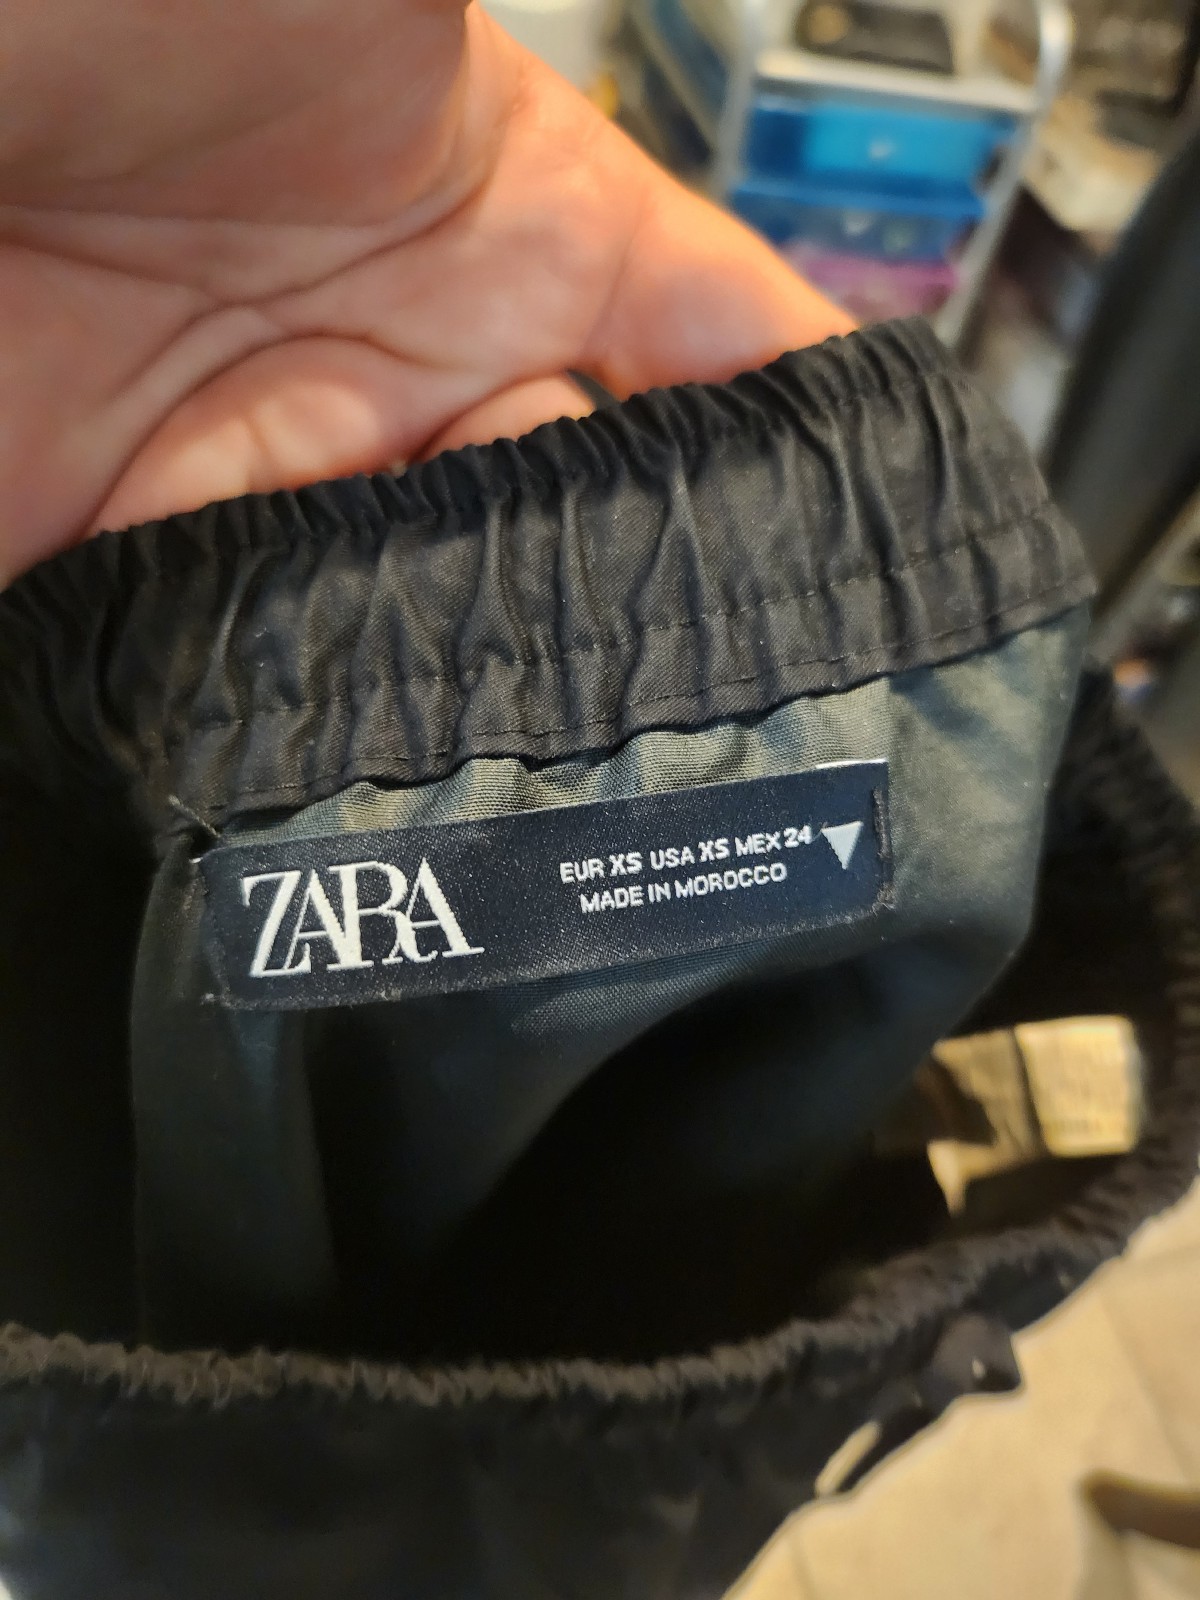 ZARA
EUR XS USA XS MEX 24
MADE IN MOROCCO